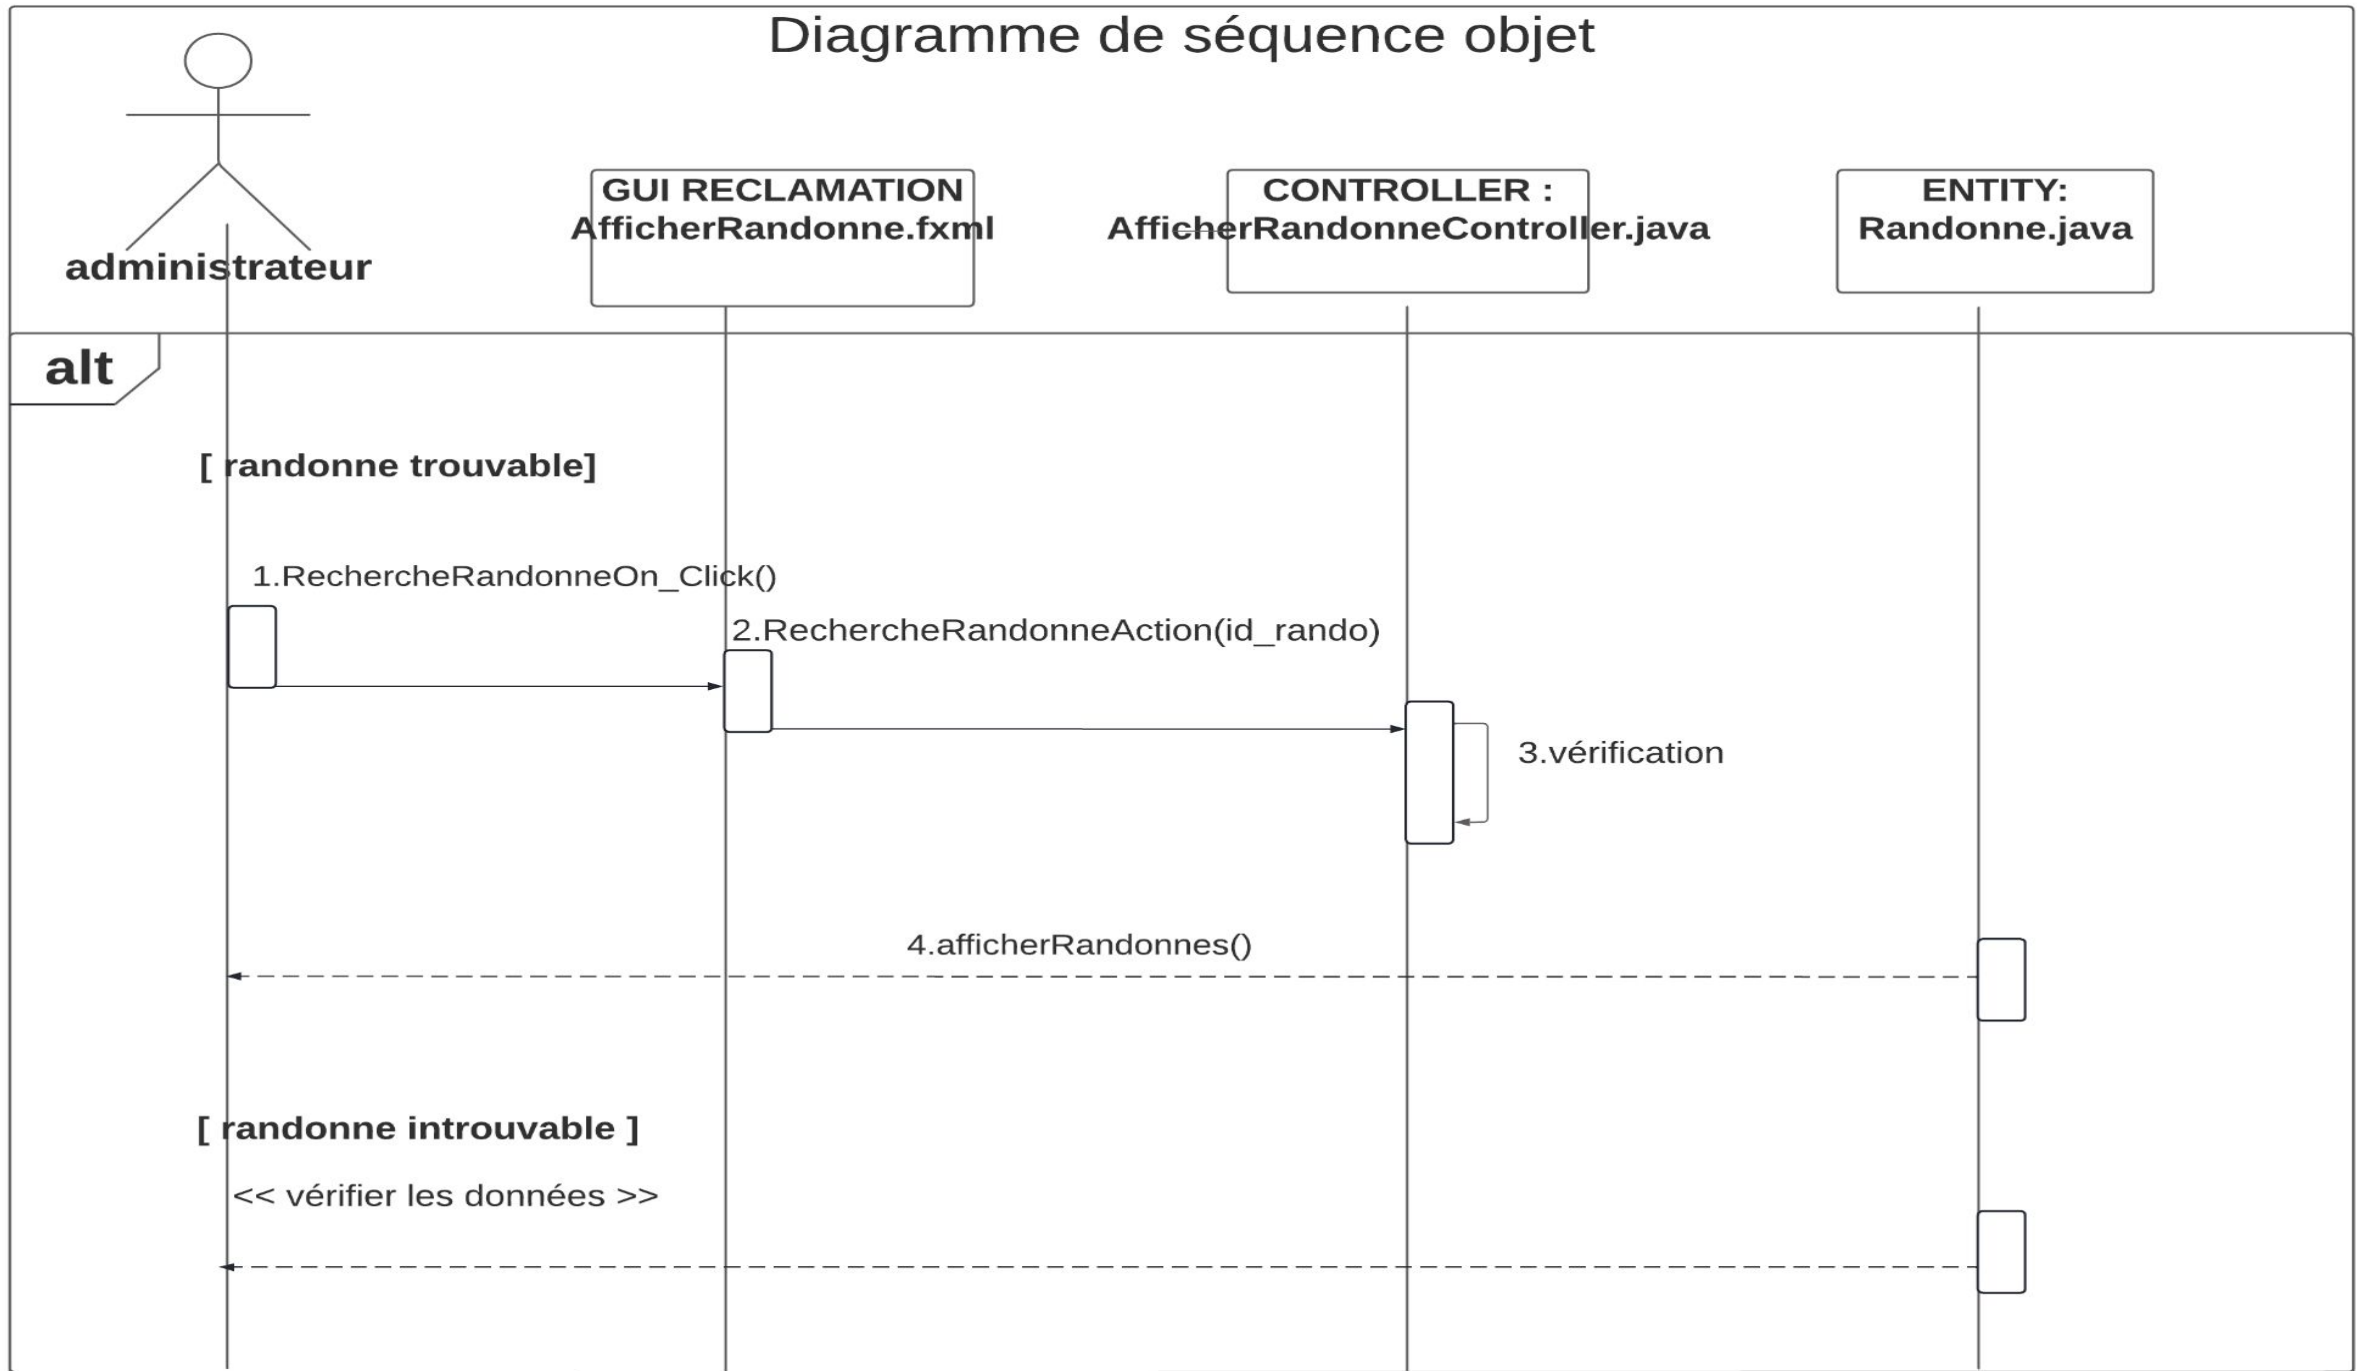 Diagramme de séquence objet
administrateur
GUI RECLAMATION
AfficherRandonne.fxml
CONTROLLER :
AfficherRandonneController.java
ENTITY:
Randonne.java
alt
[ randonne trouvable]
1.RechercheRandonneOn_Click()
2.RechercheRandonneAction(id_rando)
3.vérification
4.afficherRandonnes()
[ randonne introuvable ]
<< vérifier les données >>